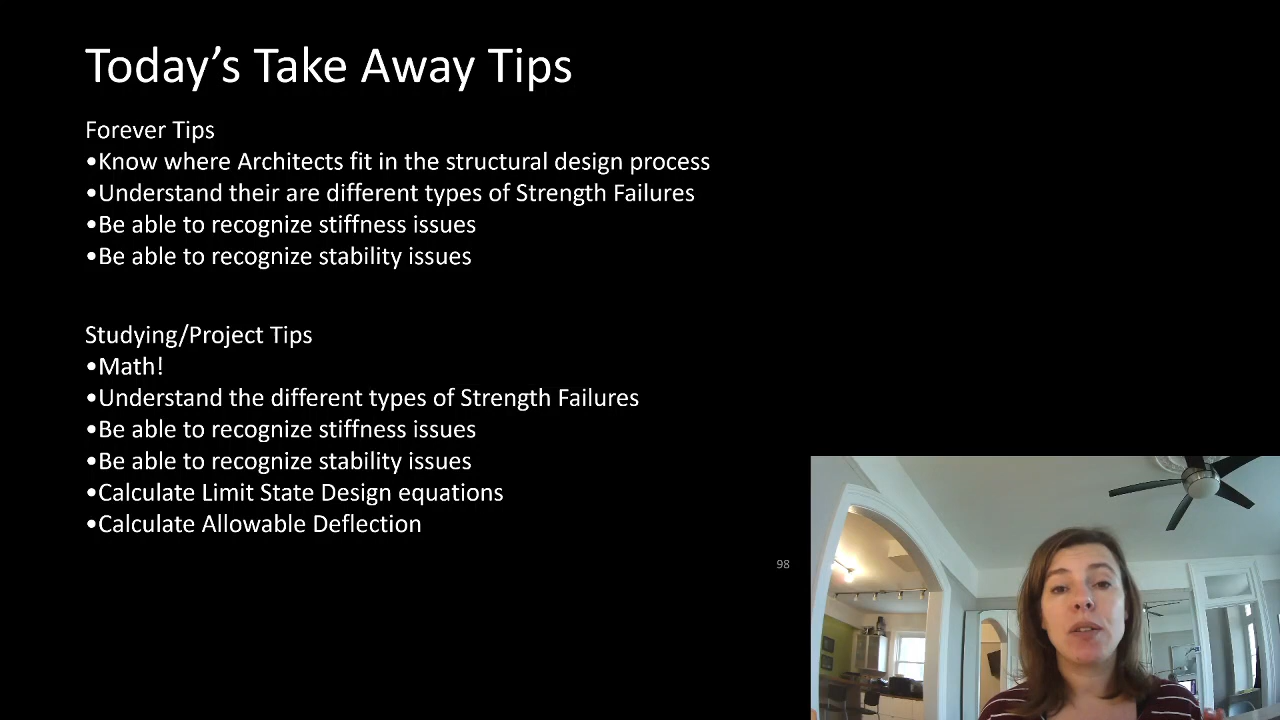 Today’s Take Away Tips
Forever Tips
•Know where Architects fit in the structural design process
•Understand their are different types of Strength Failures
•Be able to recognize stiffness issues
•Be able to recognize stability issues
Studying/Project Tips
•Math!
•Understand the different types of Strength Failures
•Be able to recognize stiffness issues
•Be able to recognize stability issues
•Calculate Limit State Design equations
•Calculate Allowable Deflection
98